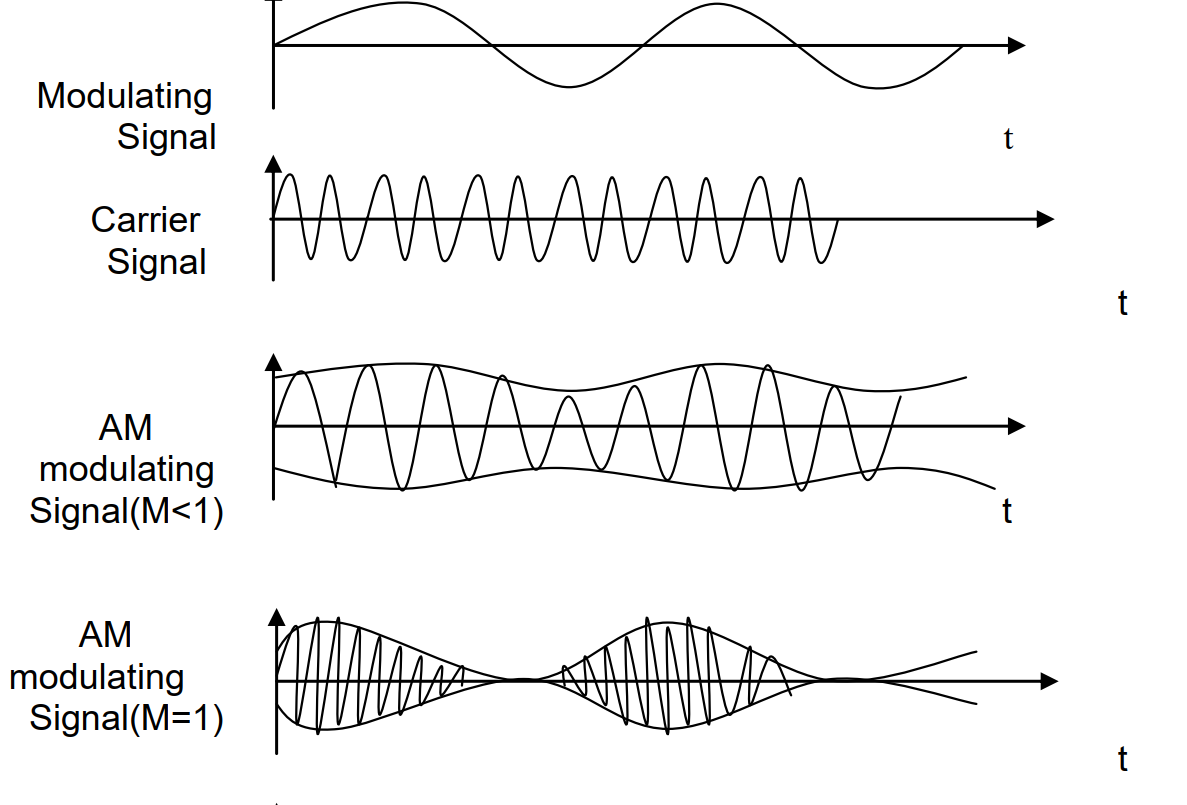 Modulating
Signal
t
Carrier
Signal
t
AM
modulating
Signal(M<1)
t
AM
modulating
Signal(M=1)
t